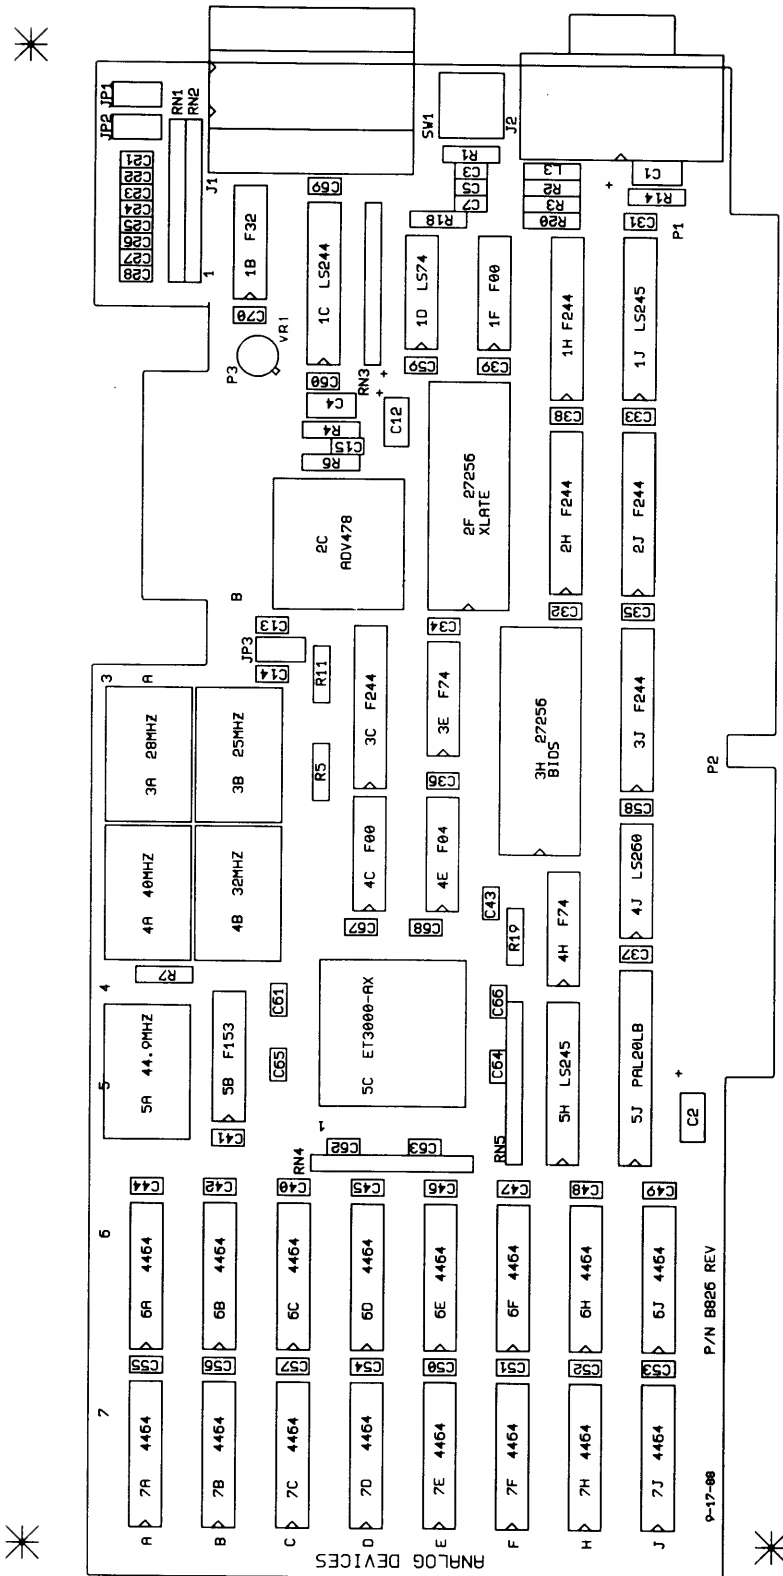 JP1
JP2
RN1
RN2
C21
C22
C23
C24
C25
C26
C27
C28
J1
1
SW1
J2
R1
C3
C5
C7
R18
L3
R2
R3
R20
+
C1
R14
C31
P1
C69
1B F32
C70
VR1
P3
1C LS244
C60
RN3
+
+
C4
R4
C15
R6
C12
1D LS74
C59
1F F00
C39
1H F244
C38
1J LS245
C33
2C
ADV478
2F 27256
XLATE
2H F244
C32
2J F244
C35
B
C13
JP3
C14
R11
R5
C34
3
A
3A 28MHZ
3B 25MHZ
3C F244
3E F74
C36
3H 27256
BIOS
3J F244
C58
P2
4A 40MHZ
4B 32MHZ
4C F00
C67
4E F04
C68
C43
R19
4H F74
4J LS260
C37
R7
4
5
5A 44.9MHZ
5B F153
C41
C61
C65
5C ET3000-AX
1
C66
C64
5H LS245
5J PAL20LB
+
C2
RN4
C62
C63
RN5
C44
C42
C40
C45
C46
C47
C48
C49
6
6A 4464
6B 4464
6C 4464
6D 4464
6E 4464
6F 4464
6H 4464
6J 4464
P/N B826 REV
C55
C56
C57
C54
C50
C51
C52
C53
7
7A 4464
7B 4464
7C 4464
7D 4464
7E 4464
7F 4464
7H 4464
7J 4464
9-17-88
A
B
C
D
E
F
H
J
ANALOG DEVICES